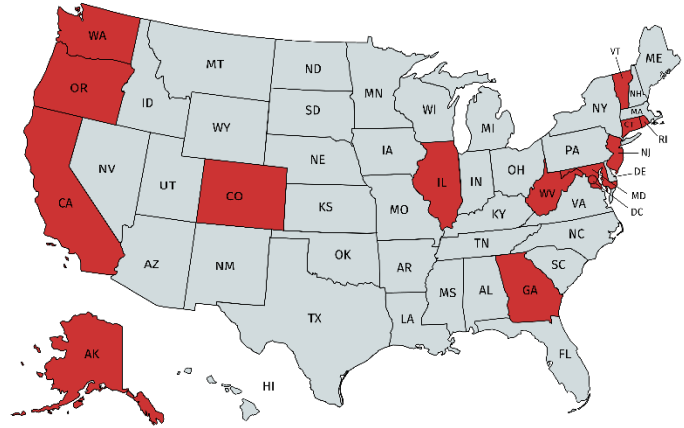 WA
MT
ND
MN
VT
ME
OR
ID
SD
WI
MI
NY
NH
MA
CT
RI
WY
IA
PA
NJ
NE
NV
UT
CO
IL
IN
OH
DE
WV
MD
DC
VA
CA
KS
MO
KY
NC
TN
AZ
NM
OK
AR
SC
MS
AL
GA
TX
LA
FL
AK
HI